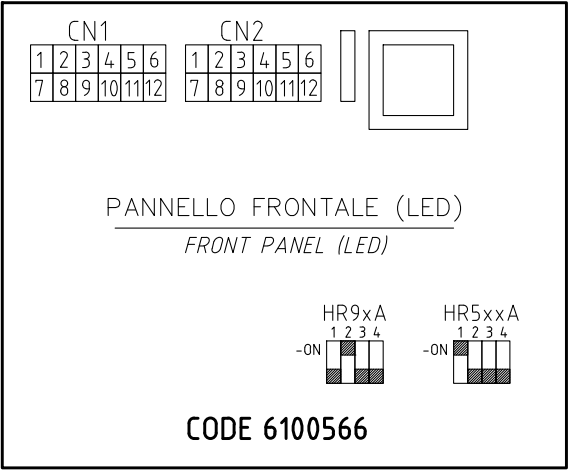 CN1 CN2
1 2 3 4 5 6 1 2 3 4 5 6
7 8 9 10 11 12 7 8 9 10 11 12
PANNELLO FRONTALE (LED)
FRONT PANEL (LED)
HR9xA HR5xxA
1 2 3 4 1 2 3 4
-ON -ON
CODE 6100566